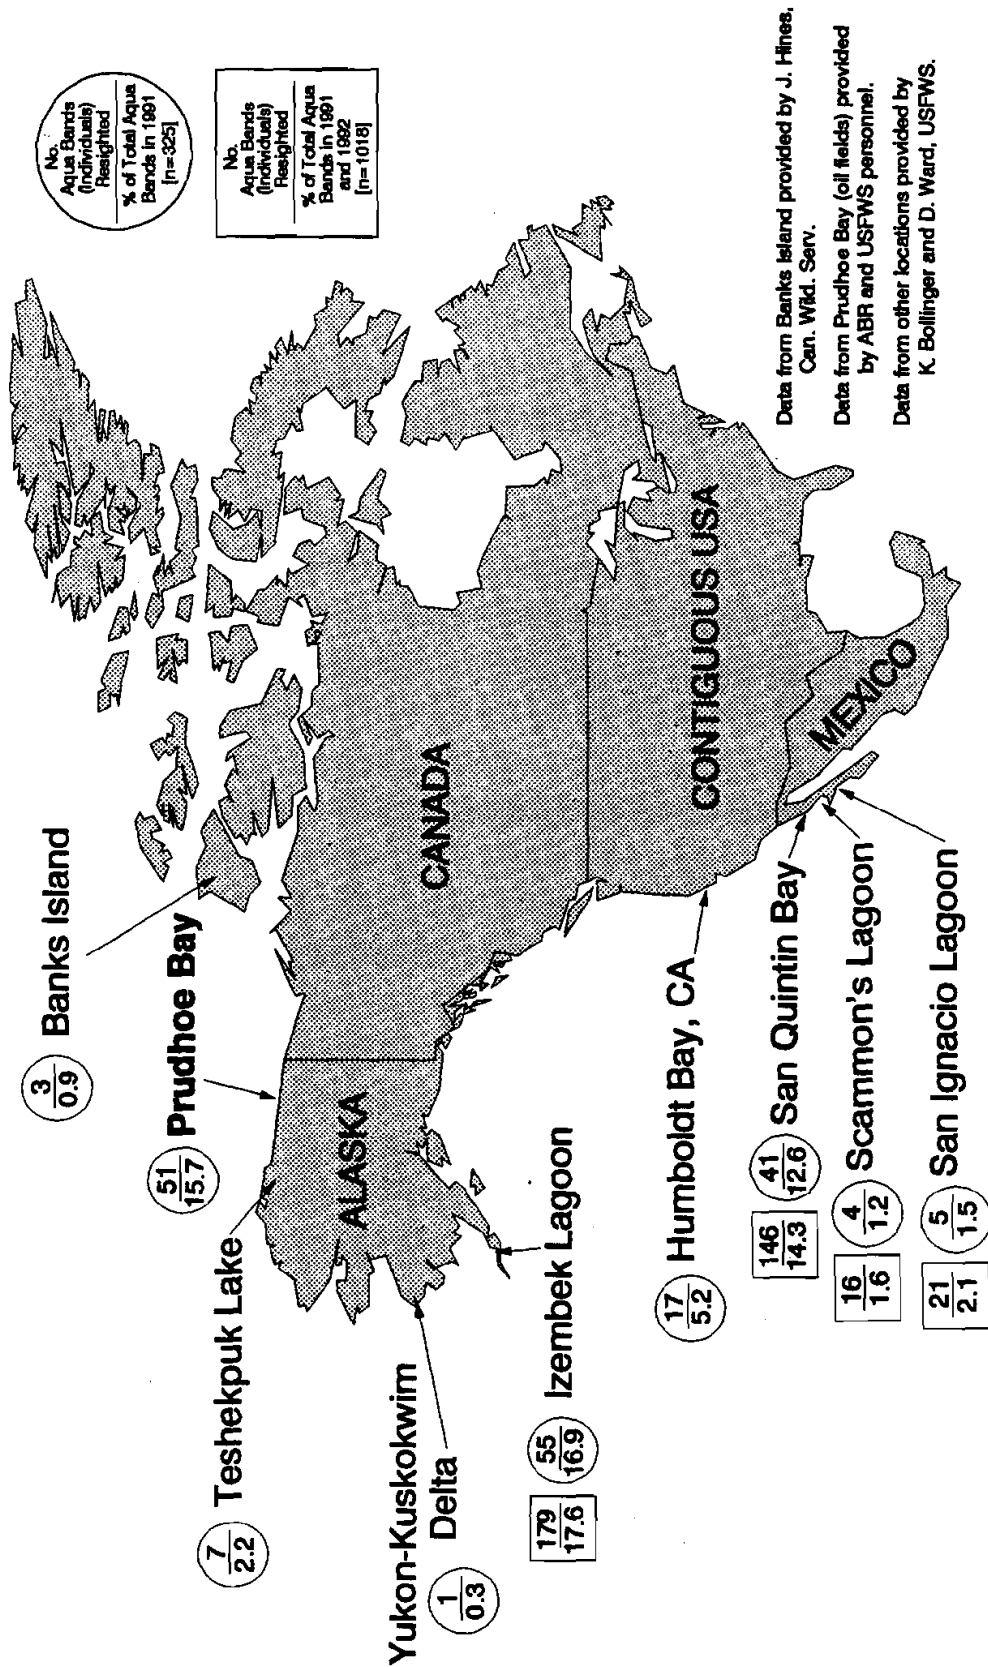 3
0.9
Banks Island
51
15.7
Prudhoe Bay
7
2.2
Teshekpuk Lake
Yukon-Kuskokwim
Delta
1
0.3
179
17.6
55
16.9
Izembek Lagoon
17
5.2
Humboldt Bay, CA
146
14.3
41
12.6
San Quintin Bay
16
1.6
4
1.2
Scammon's Lagoon
21
2.1
5
1.5
San Ignacio Lagoon
ALASKA
CANADA
CONTIGUOUS USA
MEXICO
No.
Aqua Bands
(Individuals)
Resighted
% of Total Aqua
Bands in 1991
[n=325]
No.
Aqua Bands
(Individuals)
Resighted
% of Total Aqua
Bands in 1991
and 1992
[n=1018]
Data from Banks Island provided by J. Hines,
Can. Wild. Serv.
Data from Prudhoe Bay (oil fields) provided
by ABR and USFWS personnel.
Data from other locations provided by
K. Bollinger and D. Ward, USFWS.